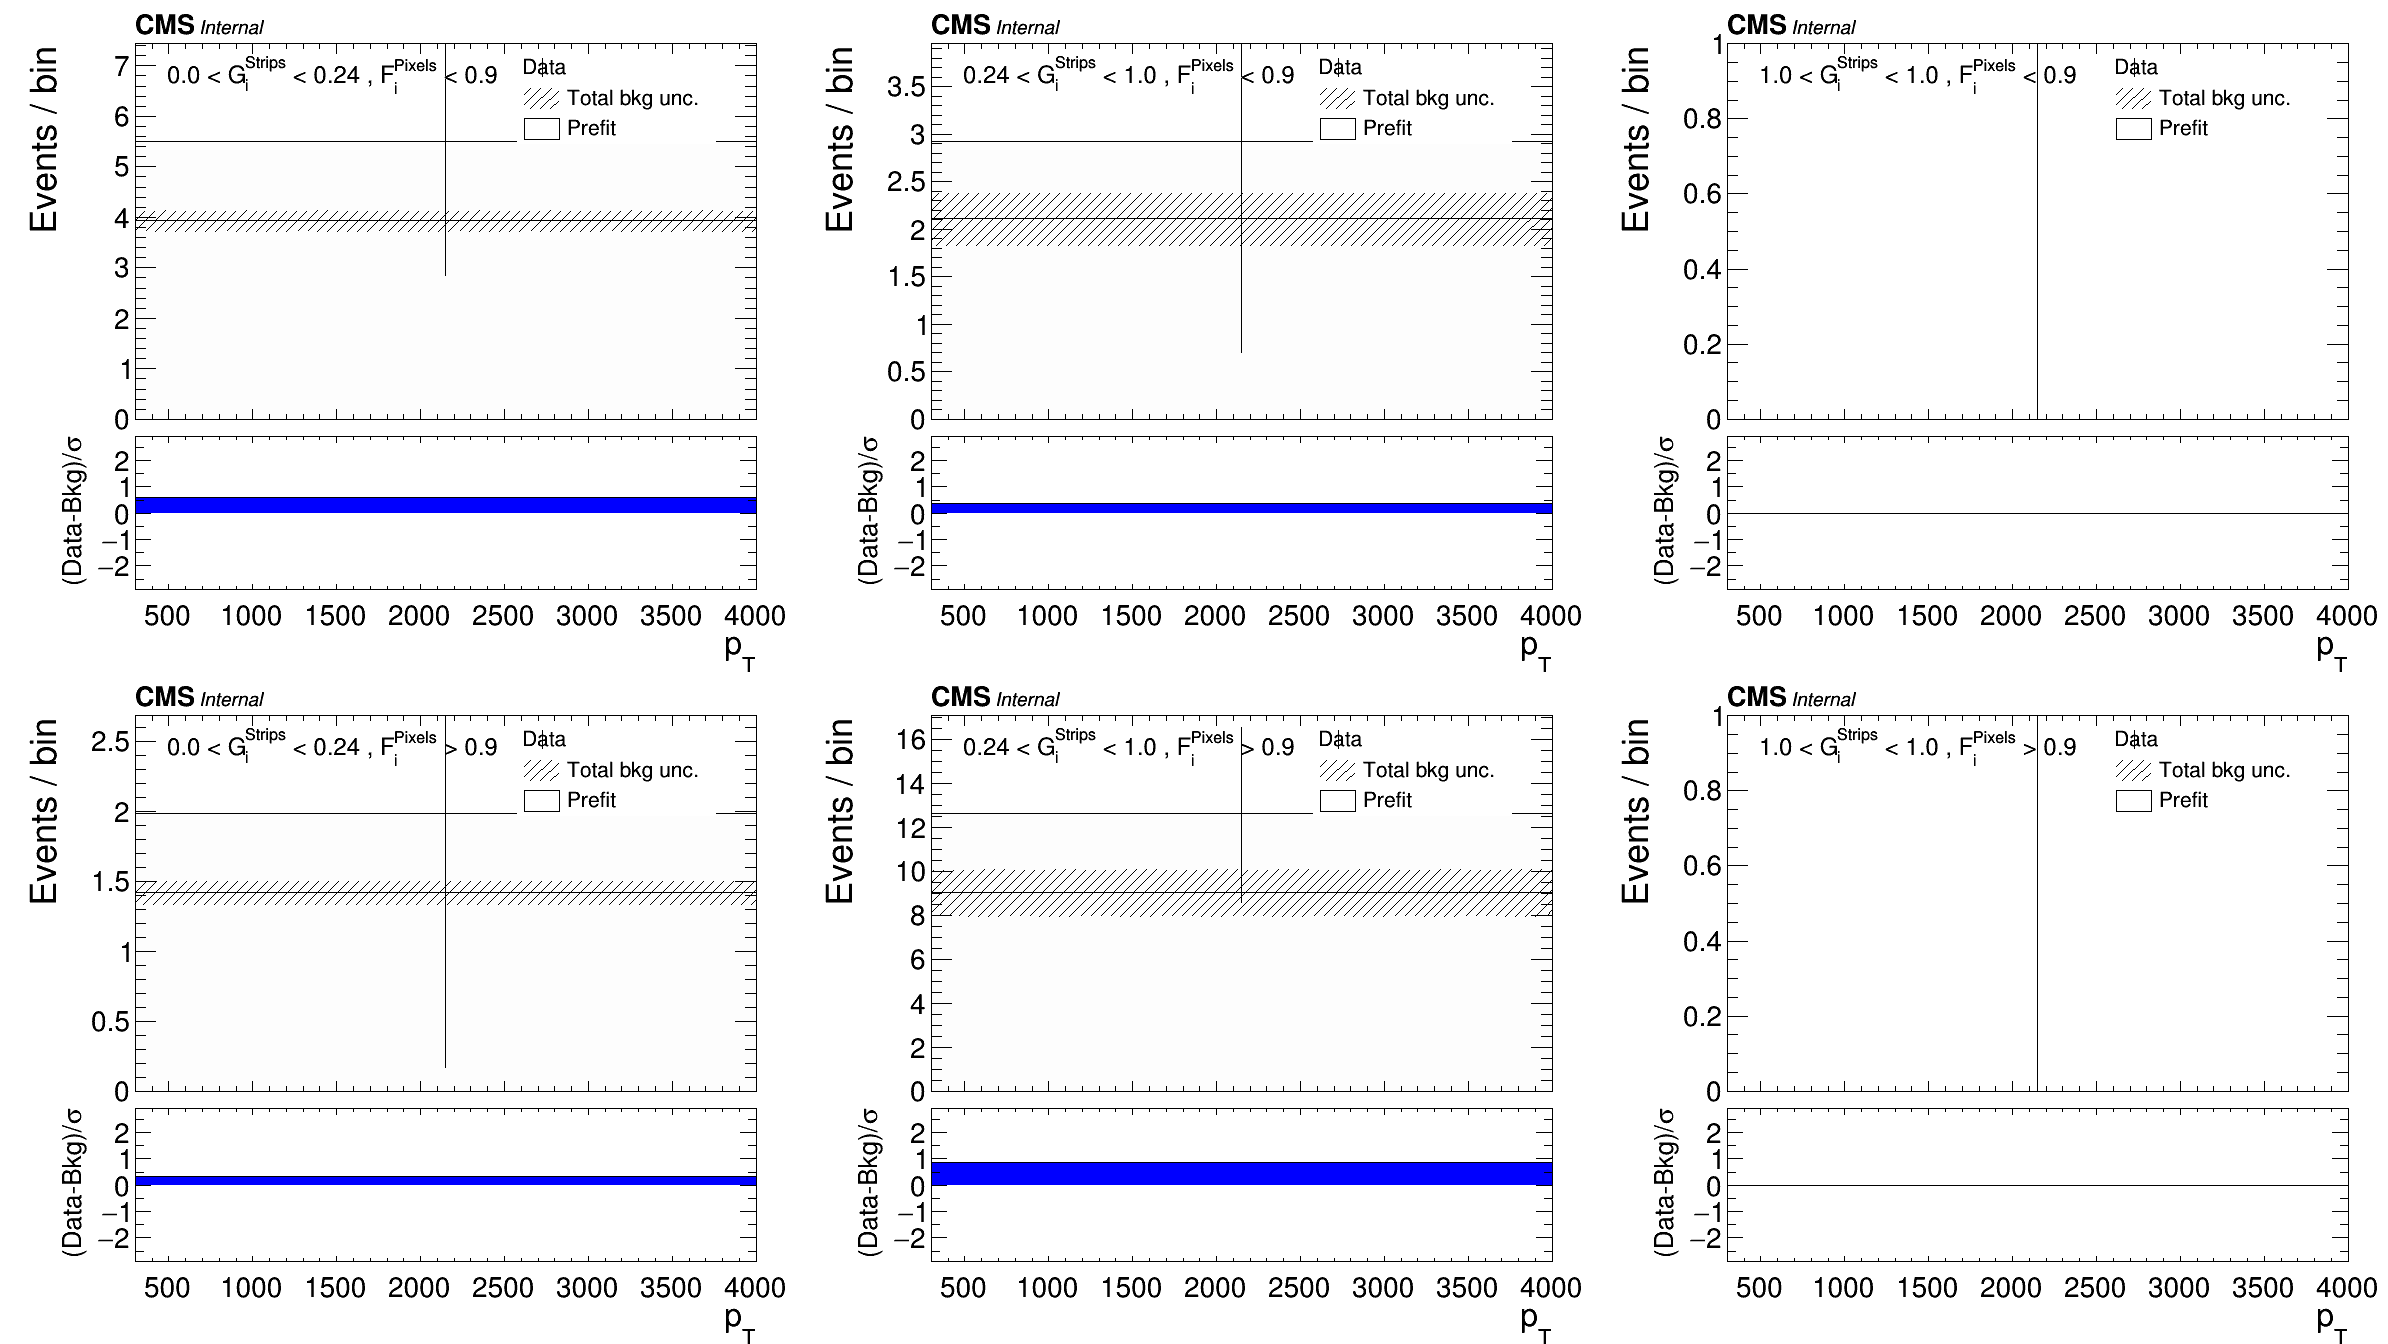 CMS Internal
Events / bin
7
6
5
4
3
2
1
0
0.0 < G_i^Strips < 0.24 , F_i^Pixels < 0.9
Data
Total bkg unc.
Prefit
(Data-Bkg)/σ
2
1
0
−1
−2
500 1000 1500 2000 2500 3000 3500 4000
p_T
CMS Internal
Events / bin
3.5
3
2.5
2
1.5
1
0.5
0
0.24 < G_i^Strips < 1.0 , F_i^Pixels < 0.9
Data
Total bkg unc.
Prefit
(Data-Bkg)/σ
2
1
0
−1
−2
500 1000 1500 2000 2500 3000 3500 4000
p_T
CMS Internal
Events / bin
1
0.8
0.6
0.4
0.2
0
1.0 < G_i^Strips < 1.0 , F_i^Pixels < 0.9
Data
Total bkg unc.
Prefit
(Data-Bkg)/σ
2
1
0
−1
−2
500 1000 1500 2000 2500 3000 3500 4000
p_T
CMS Internal
Events / bin
2.5
2
1.5
1
0.5
0
0.0 < G_i^Strips < 0.24 , F_i^Pixels > 0.9
Data
Total bkg unc.
Prefit
(Data-Bkg)/σ
2
1
0
−1
−2
500 1000 1500 2000 2500 3000 3500 4000
p_T
CMS Internal
Events / bin
16
14
12
10
8
6
4
2
0
0.24 < G_i^Strips < 1.0 , F_i^Pixels > 0.9
Data
Total bkg unc.
Prefit
(Data-Bkg)/σ
2
1
0
−1
−2
500 1000 1500 2000 2500 3000 3500 4000
p_T
CMS Internal
Events / bin
1
0.8
0.6
0.4
0.2
0
1.0 < G_i^Strips < 1.0 , F_i^Pixels > 0.9
Data
Total bkg unc.
Prefit
(Data-Bkg)/σ
2
1
0
−1
−2
500 1000 1500 2000 2500 3000 3500 4000
p_T